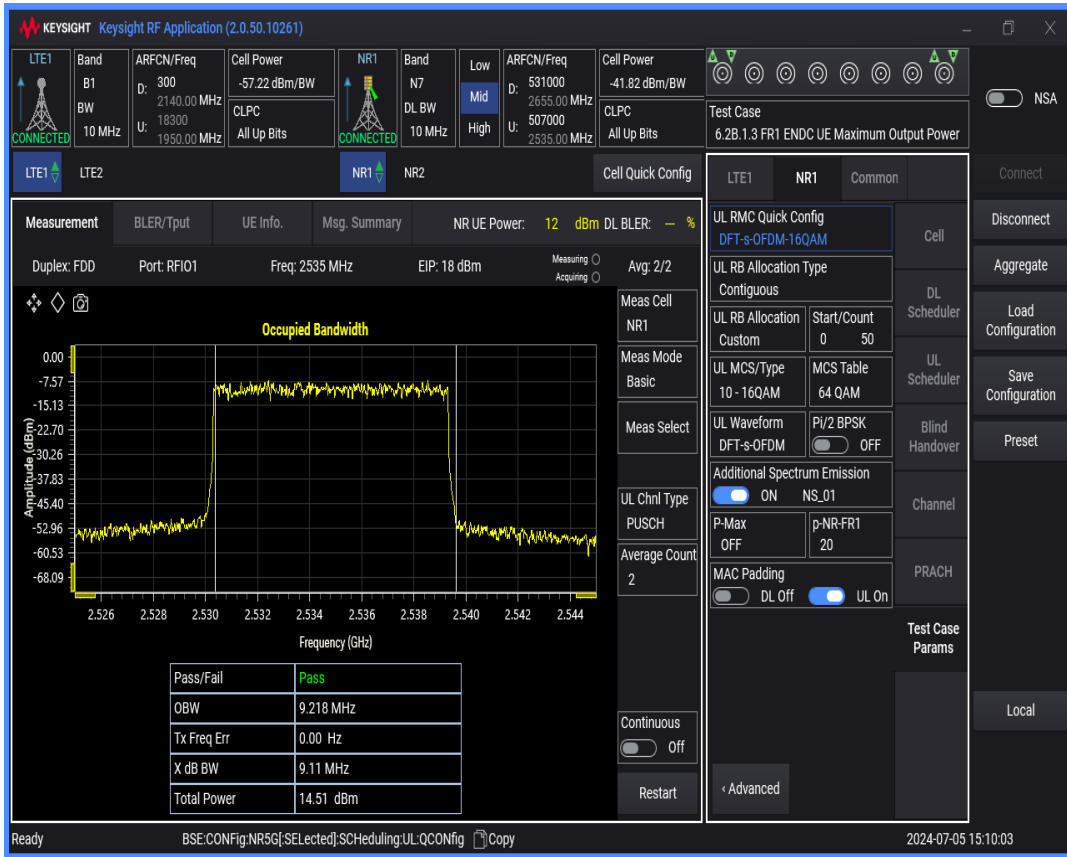 KEYSIGHT Keysight RF Application (2.0.50.10261)
LTE1
CONNECTED
Band
B1
BW
10 MHz
ARFCN/Freq
D: 300
2140.00 MHz
U: 18300
1950.00 MHz
Cell Power
-57.22 dBm/BW
CLPC
All Up Bits
NR1
CONNECTED
Band
N7
DL BW
10 MHz
Low
Mid
High
ARFCN/Freq
D: 531000
2655.00 MHz
U: 507000
2535.00 MHz
Cell Power
-41.82 dBm/BW
CLPC
All Up Bits
Test Case
6.2B.1.3 FR1 ENDC UE Maximum Output Power
NSA
LTE1 LTE2 NR1 NR2 Cell Quick Config
Measurement BLER/Tput UE Info. Msg. Summary NR UE Power: 12 dBm DL BLER: --- %
Duplex: FDD Port: RFIO1 Freq: 2535 MHz EIP: 18 dBm
Measuring
Acquiring
Avg: 2/2
Occupied Bandwidth
Amplitude (dBm)
0.00
-7.57
-15.13
-22.70
-30.26
-37.83
-45.40
-52.96
-60.53
-68.09
2.526 2.528 2.530 2.532 2.534 2.536 2.538 2.540 2.542 2.544
Frequency (GHz)
Pass/Fail Pass
OBW 9.218 MHz
Tx Freq Err 0.00 Hz
X dB BW 9.11 MHz
Total Power 14.51 dBm
Meas Cell
NR1
Meas Mode
Basic
Meas Select
UL Chnl Type
PUSCH
Average Count
2
Continuous
Off
Restart
LTE1 NR1 Common
UL RMC Quick Config
DFT-s-OFDM-16QAM
UL RB Allocation Type
Contiguous
UL RB Allocation
Custom
Start/Count
0 50
UL MCS/Type
10 - 16QAM
MCS Table
64 QAM
UL Waveform
DFT-s-OFDM
Pi/2 BPSK
OFF
Additional Spectrum Emission
ON NS_01
P-Max
OFF
p-NR-FR1
20
MAC Padding
DL Off UL On
‹ Advanced
Cell
DL
Scheduler
UL
Scheduler
Blind
Handover
Channel
PRACH
Test Case
Params
Connect
Disconnect
Aggregate
Load
Configuration
Save
Configuration
Preset
Local
Ready BSE:CONFig:NR5G[:SELected]:SCHeduling:UL:QCONfig Copy 2024-07-05 15:10:03